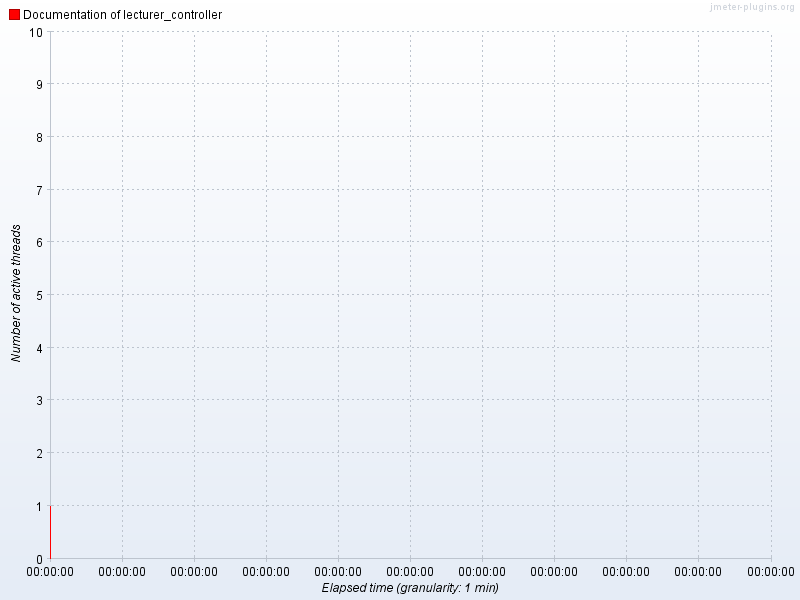 Documentation of lecturer_controller
jmeter-plugins.org
10
9
8
7
6
5
4
3
2
1
0
Number of active threads
00:00:00 00:00:00 00:00:00 00:00:00 00:00:00 00:00:00 00:00:00 00:00:00 00:00:00 00:00:00 00:00:00
Elapsed time (granularity: 1 min)